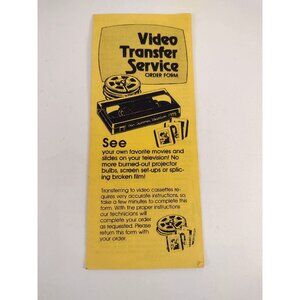 Video
Transfer
Service
ORDER FORM
See
your own favorite movies and
slides on your television! No
more burned-out projector
bulbs, screen set-ups or splic-
ing broken film!
Transferring to video cassettes re-
quires very accurate instructions, so
take a few minutes to complete this
form. With the proper instructions
our technicians will
complete your order
as requested. Please
return this form with
your order.